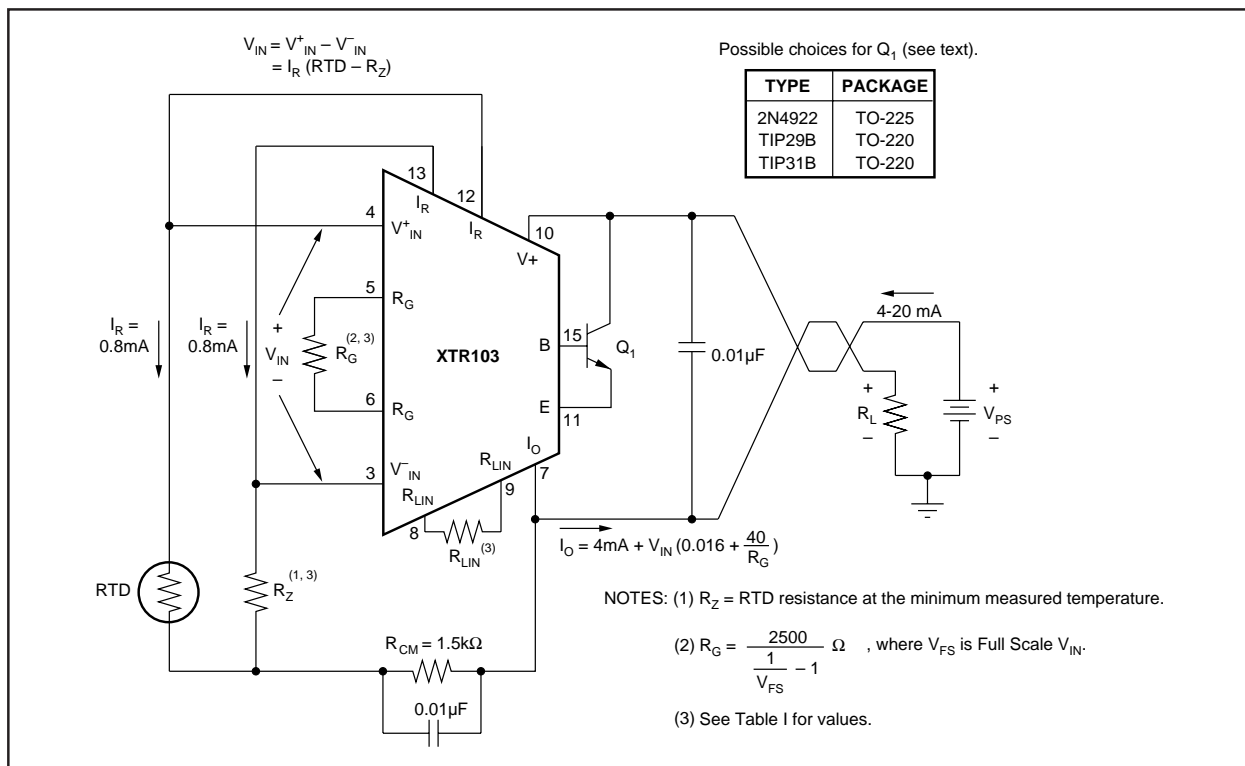 V_IN = V⁺_IN – V⁻_IN
= I_R (RTD – R_Z)
Possible choices for Q₁ (see text).
TYPE PACKAGE
2N4922 TO-225
TIP29B TO-220
TIP31B TO-220
13
I_R
12
I_R
4
V⁺_IN
10
V+
5
R_G
I_R =
0.8mA
I_R =
0.8mA
+
V_IN
–
R_G (2, 3)
XTR103
B
15
Q₁
0.01µF
4-20 mA
+
R_L
–
+
V_PS
–
6
R_G
E
11
I_O
7
3
V⁻_IN
R_LIN
9
R_LIN
8
R_LIN (3)
I_O = 4mA + V_IN (0.016 + 40/R_G)
RTD
R_Z (1, 3)
R_CM = 1.5kΩ
0.01µF
NOTES: (1) R_Z = RTD resistance at the minimum measured temperature.
(2) R_G = 2500 / (1/V_FS – 1) Ω , where V_FS is Full Scale V_IN.
(3) See Table I for values.